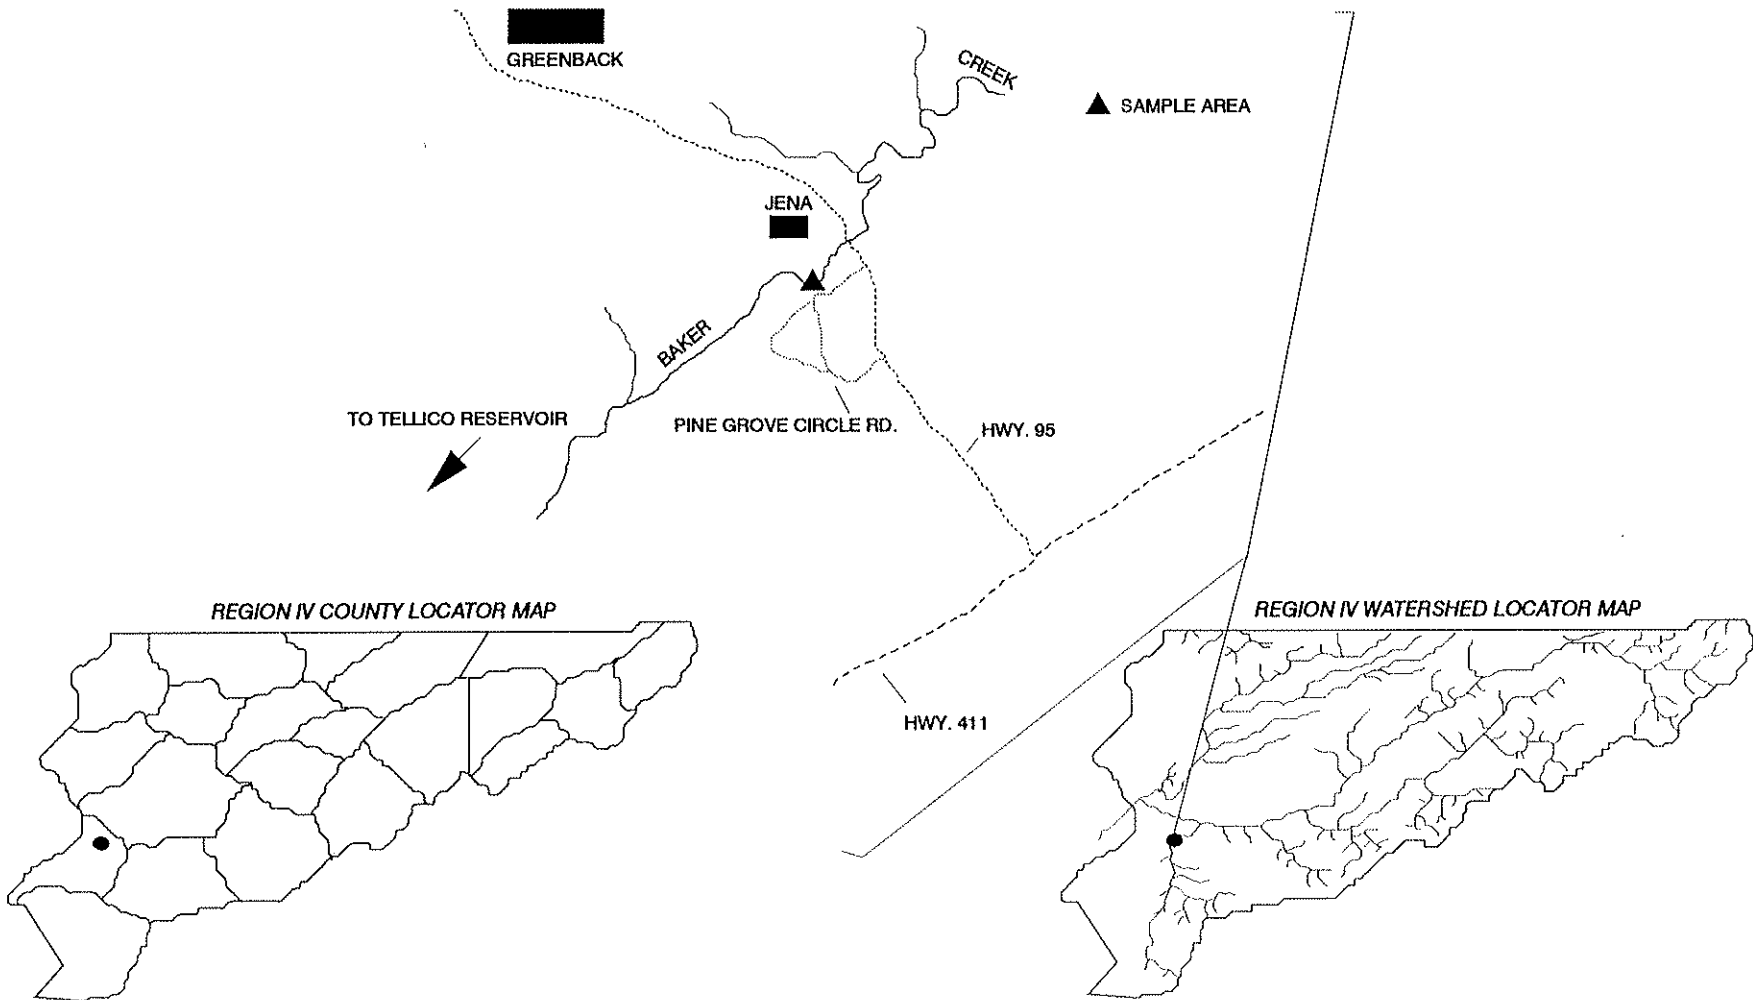 GREENBACK
CREEK
SAMPLE AREA
JENA
BAKER
TO TELLICO RESERVOIR
PINE GROVE CIRCLE RD.
HWY. 95
REGION IV COUNTY LOCATOR MAP
REGION IV WATERSHED LOCATOR MAP
HWY. 411